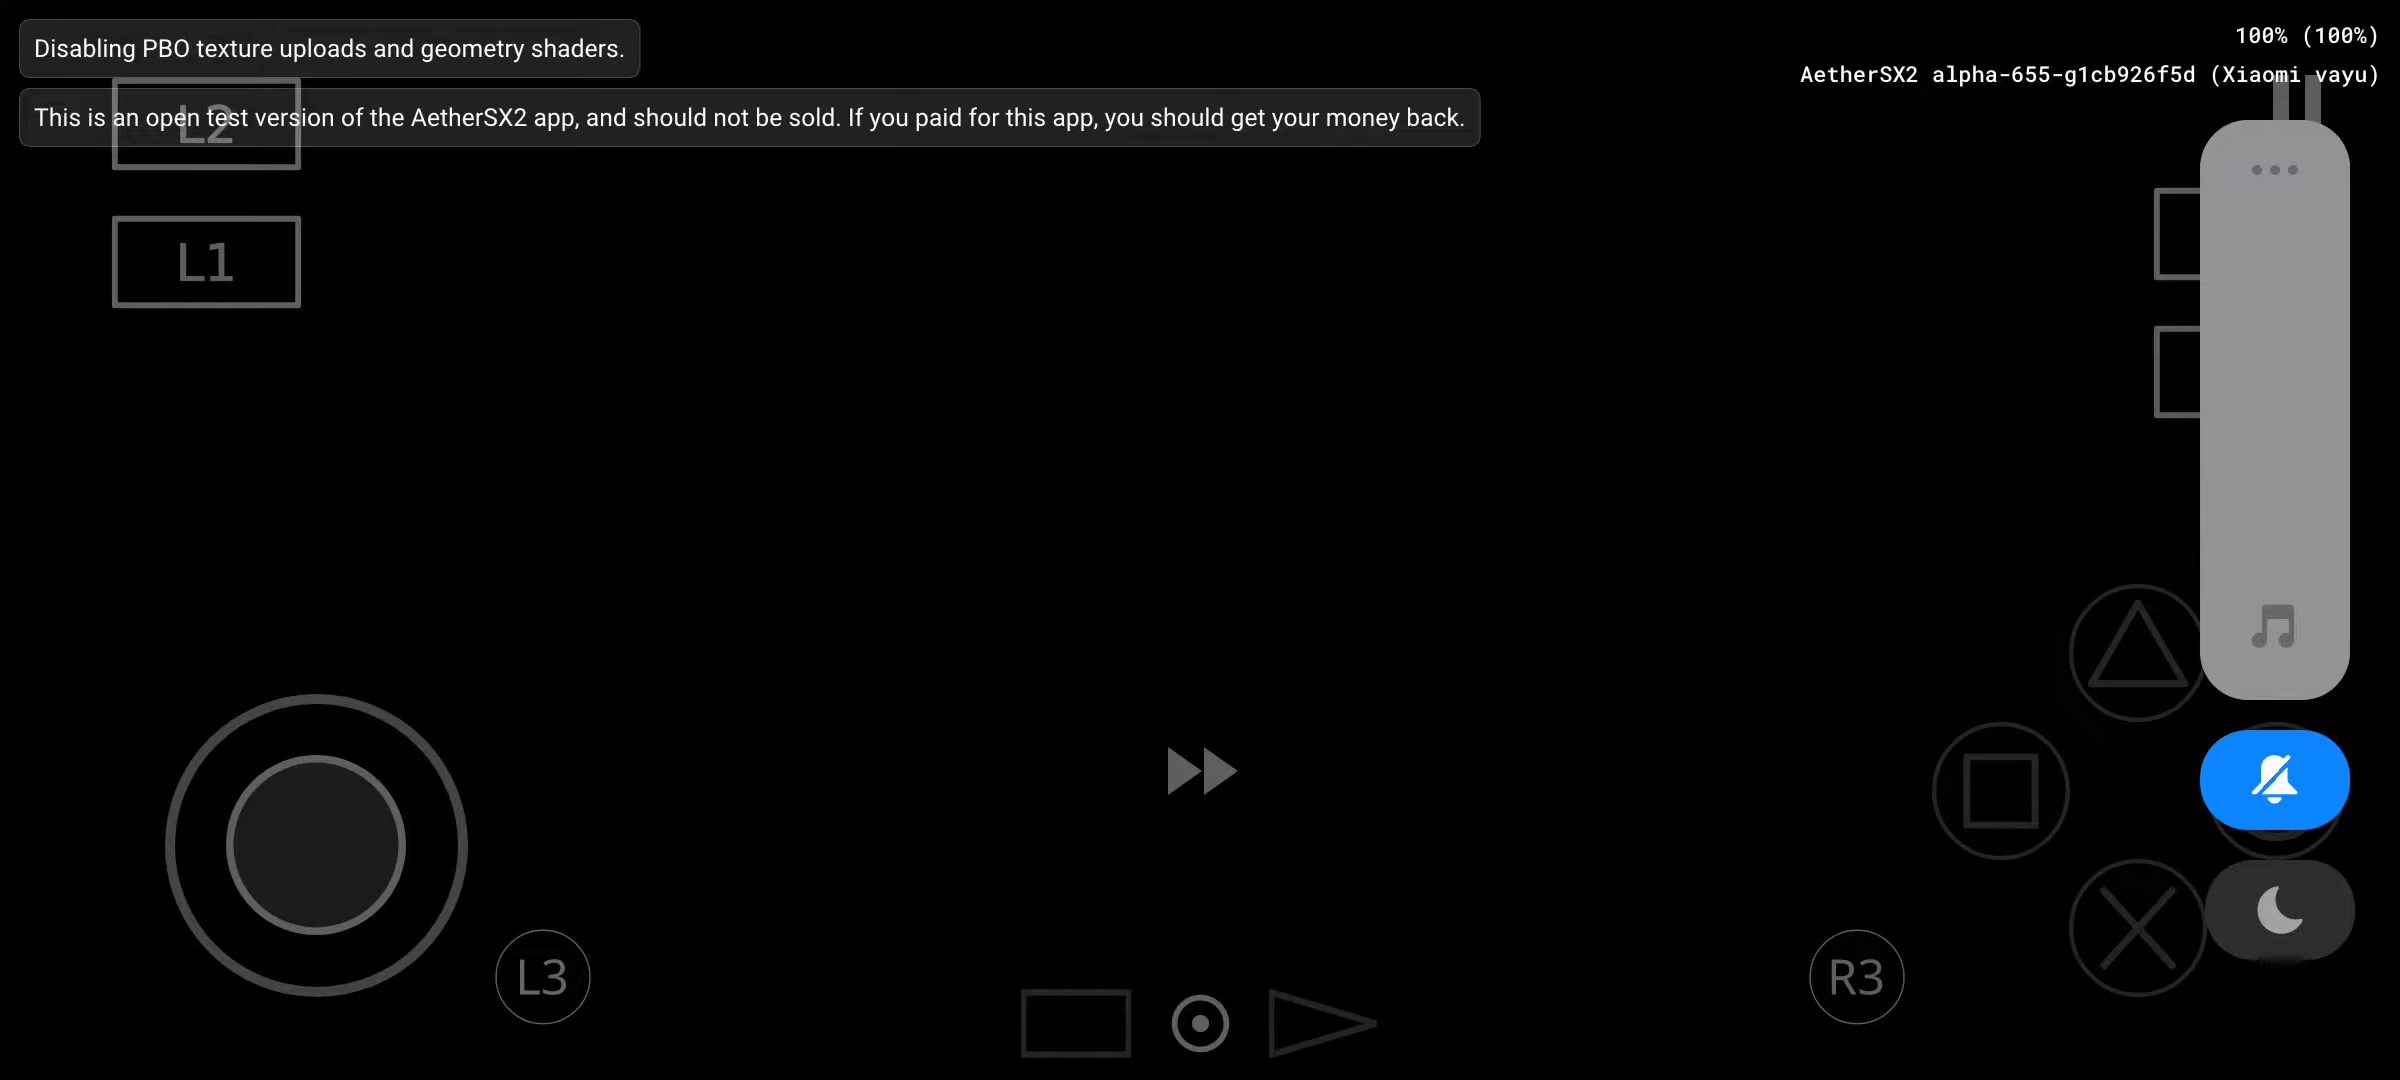 Disabling PBO texture uploads and geometry shaders.
100% (100%)
AetherSX2 alpha-655-g1cb926f5d (Xiaomi vayu)
This is an open test version of the AetherSX2 app, and should not be sold. If you paid for this app, you should get your money back.
L2
L1
L3
R3